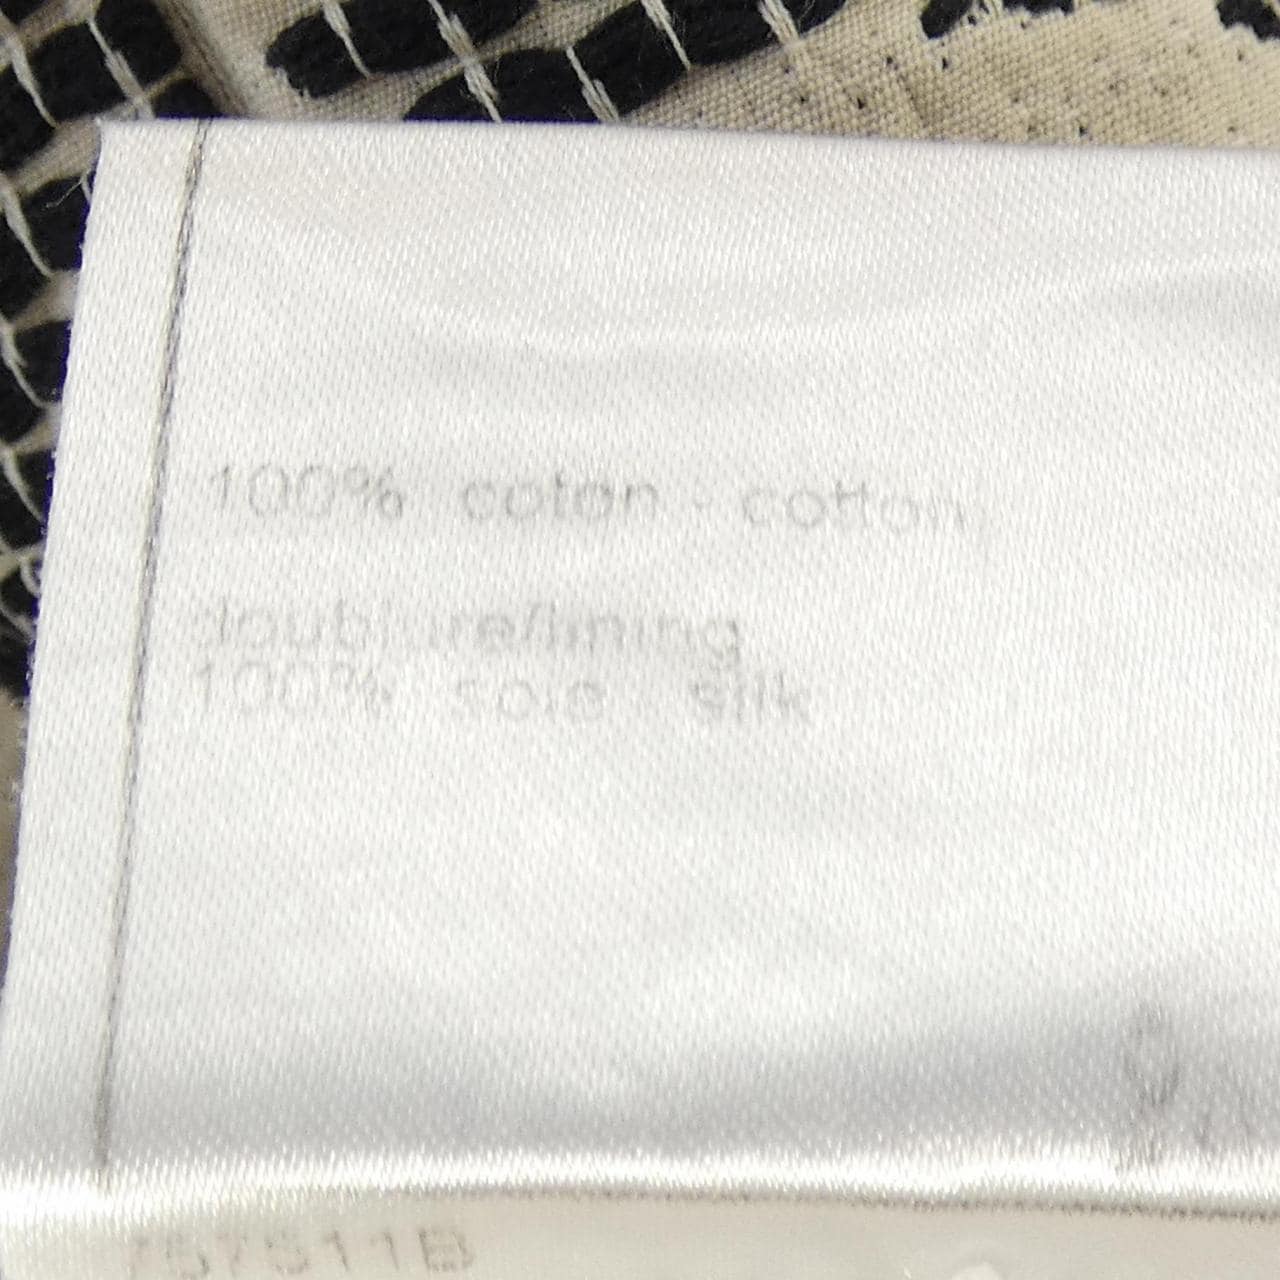 100% coton - cotton
doublure/lining
100% soie silk